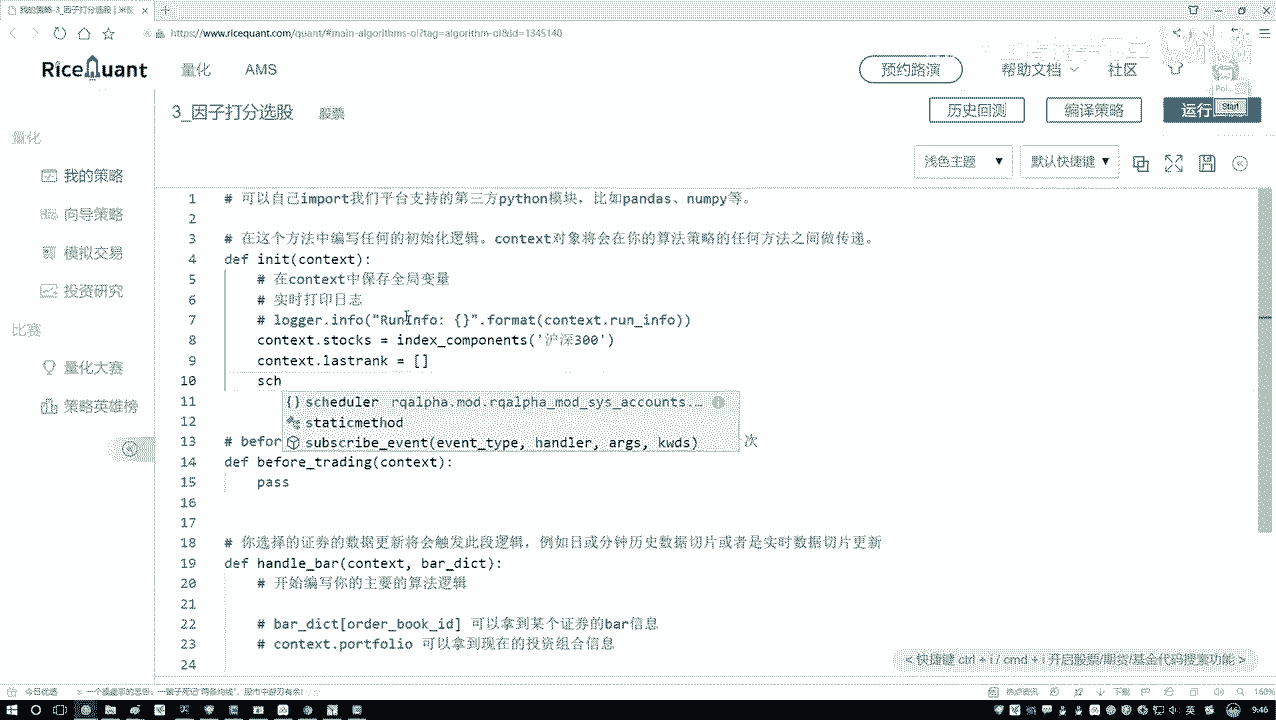 我的策略-3_因子打分选股
https://www.ricequant.com/quant/#main-algorithms-ol?tag=algorithm-ol&id=1345140
RiceQuant 量化 AMS 预约路演 帮助文档 社区
3_因子打分选股 股票 历史回测 编译策略 运行 Start
浅色主题 默认快捷键
量化
我的策略
向导策略
模拟交易
投资研究
比赛
量化大赛
策略英雄榜
1 # 可以自己import我们平台支持的第三方python模块，比如pandas、numpy等。
2
3 # 在这个方法中编写任何的初始化逻辑。context对象将会在你的算法策略的任何方法之间做传递。
4 def init(context):
5 # 在context中保存全局变量
6 # 实时打印日志
7 # logger.info("RunInfo: {}".format(context.run_info))
8 context.stocks = index_components('沪深300')
9 context.lastrank = []
10 sch
11 {} scheduler rqalpha.mod.rqalpha_mod_sys_accounts...
12 staticmethod
13 # befor subscribe_event(event_type, handler, args, kwds) 次
14 def before_trading(context):
15 pass
16
17
18 # 你选择的证券的数据更新将会触发此段逻辑，例如日或分钟历史数据切片或者是实时数据切片更新
19 def handle_bar(context, bar_dict):
20 # 开始编写你的主要的算法逻辑
21
22 # bar_dict[order_book_id] 可以拿到某个证券的bar信息
23 # context.portfolio 可以拿到现在的投资组合信息
24
< 快捷键 ctrl + i / cmd + i 开启股票/期货/基金代码搜索功能 >
今日优选 热点资讯 下载 160%
英 9:46